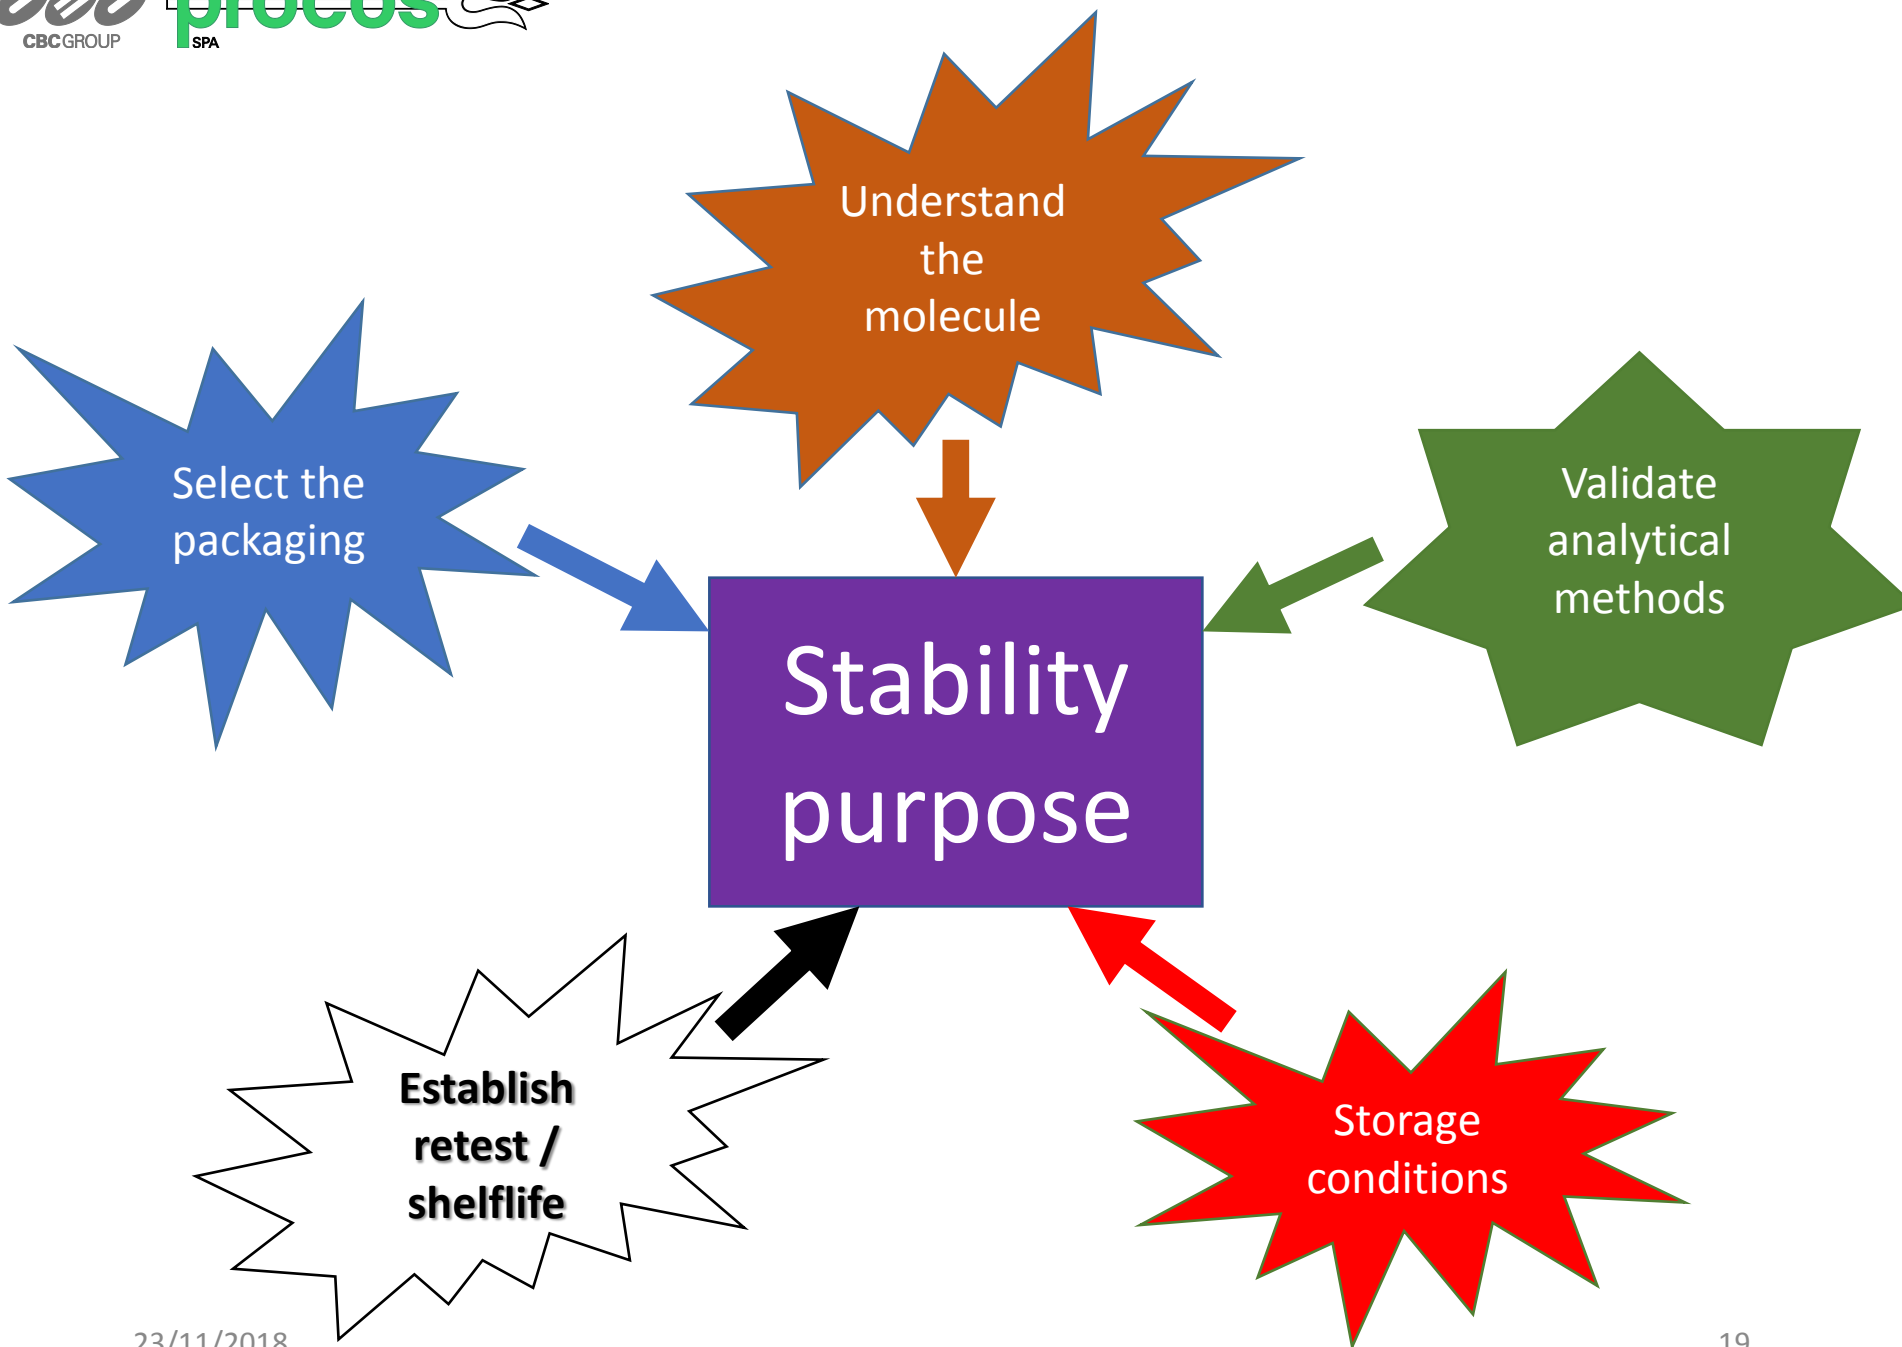 CBCGROUP
procos
SPA
Understand
the
molecule
Select the
packaging
Validate
analytical
methods
Stability
purpose
Establish
retest /
shelflife
Storage
conditions
23/11/2018
19